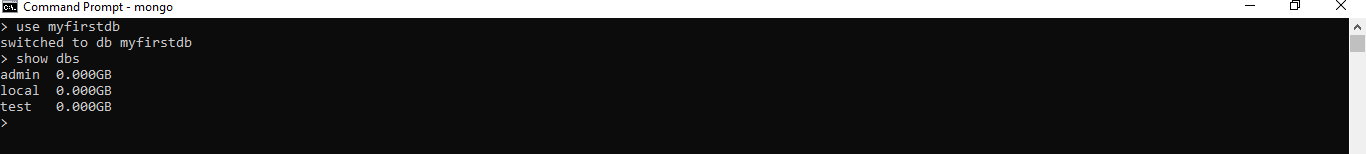 Command Prompt - mongo
> use myfirstdb
switched to db myfirstdb
> show dbs
admin  0.000GB
local  0.000GB
test   0.000GB
>